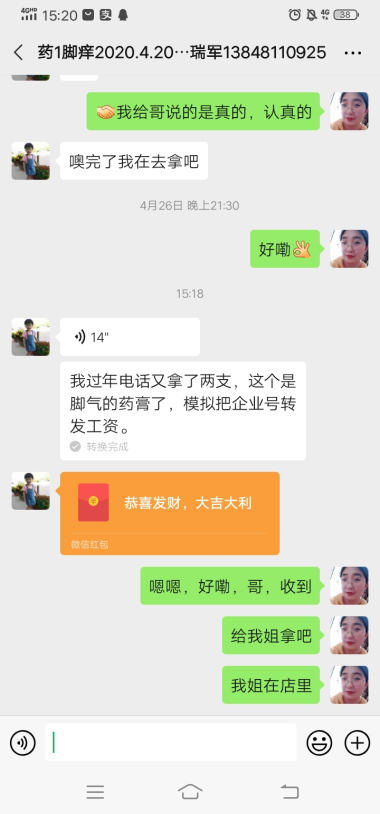 4GHD 15:20 支 4G 38
药1脚痒2020.4.20…瑞军13848110925 …
我给哥说的是真的，认真的
噢完了我在去拿吧
4月26日 晚上21:30
好嘞
15:18
14"
我过年电话又拿了两支，这个是
脚气的药膏了，模拟把企业号转
发工资。
转换完成
恭喜发财，大吉大利
微信红包
嗯嗯，好嘞，哥，收到
给我姐拿吧
我姐在店里